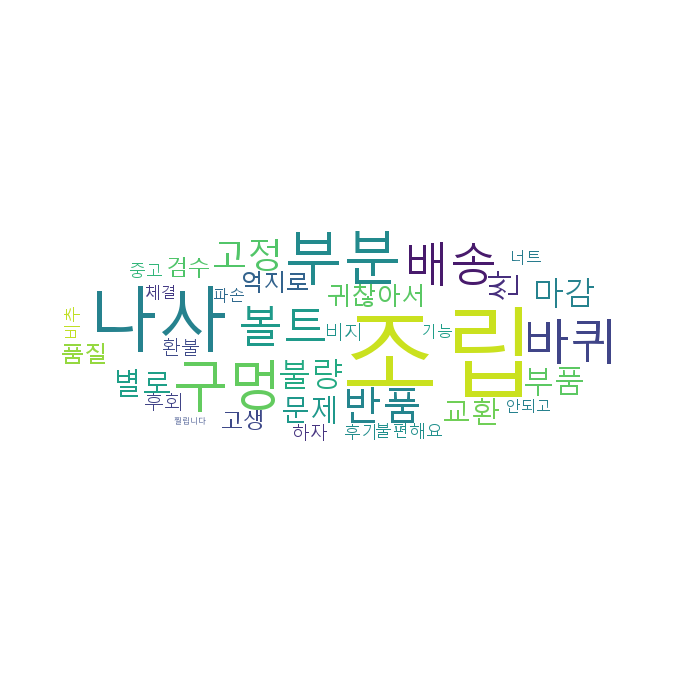 조립
나사
부분
구멍
배송
바퀴
볼트
반품
고정
불량
문제
부품
교환
마감
싼
별로
억지로
귀찮아서
품질
검수
고생
중고
체결
파손
환불
후회
하자
비지
기능
너트
안되고
후기
불편해요
비추
찔립니다